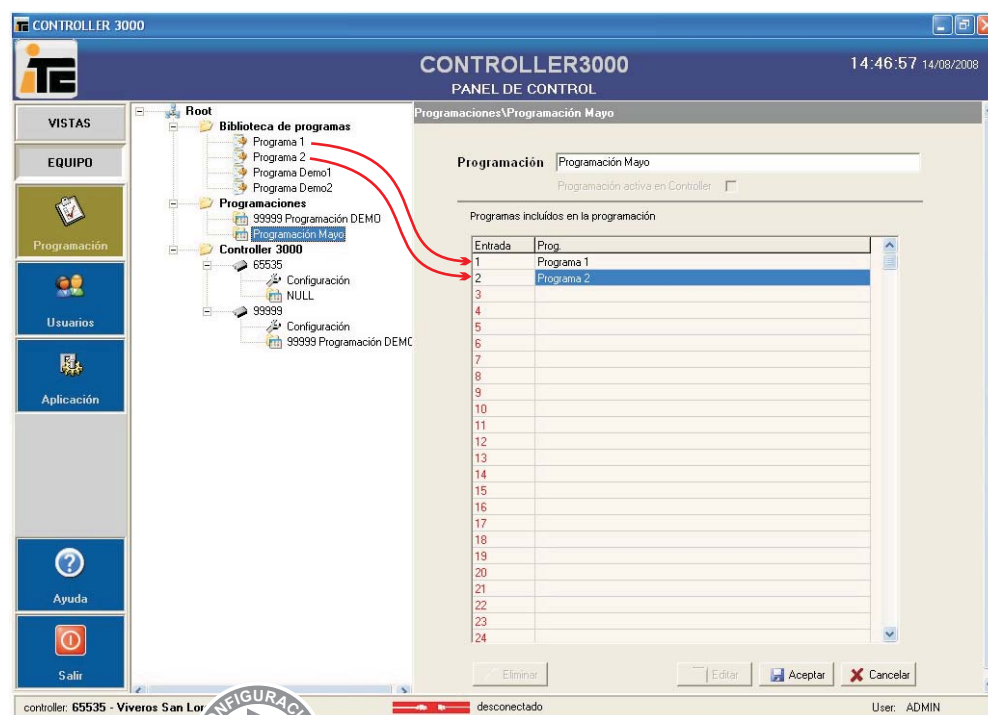 CONTROLLER 3000
ITE
CONTROLLER3000
PANEL DE CONTROL
14:46:57 14/08/2008
VISTAS
EQUIPO
Programación
Usuarios
Aplicación
Ayuda
Salir
Root
Biblioteca de programas
Programa 1
Programa 2
Programa Demo1
Programa Demo2
Programaciones
99999 Programación DEMO
Programación Mayo
Controller 3000
65535
Configuración
NULL
99999
Configuración
99999 Programación DEMO
Programaciones\Programación Mayo
Programación Programación Mayo
Programación activa en Controller
Programas incluídos en la programación
Entrada Prog.
1 Programa 1
2 Programa 2
3
4
5
6
7
8
9
10
11
12
13
14
15
16
17
18
19
20
21
22
23
24
Eliminar Editar Aceptar Cancelar
controller: 65535 - Viveros San Lor
desconectado
User: ADMIN